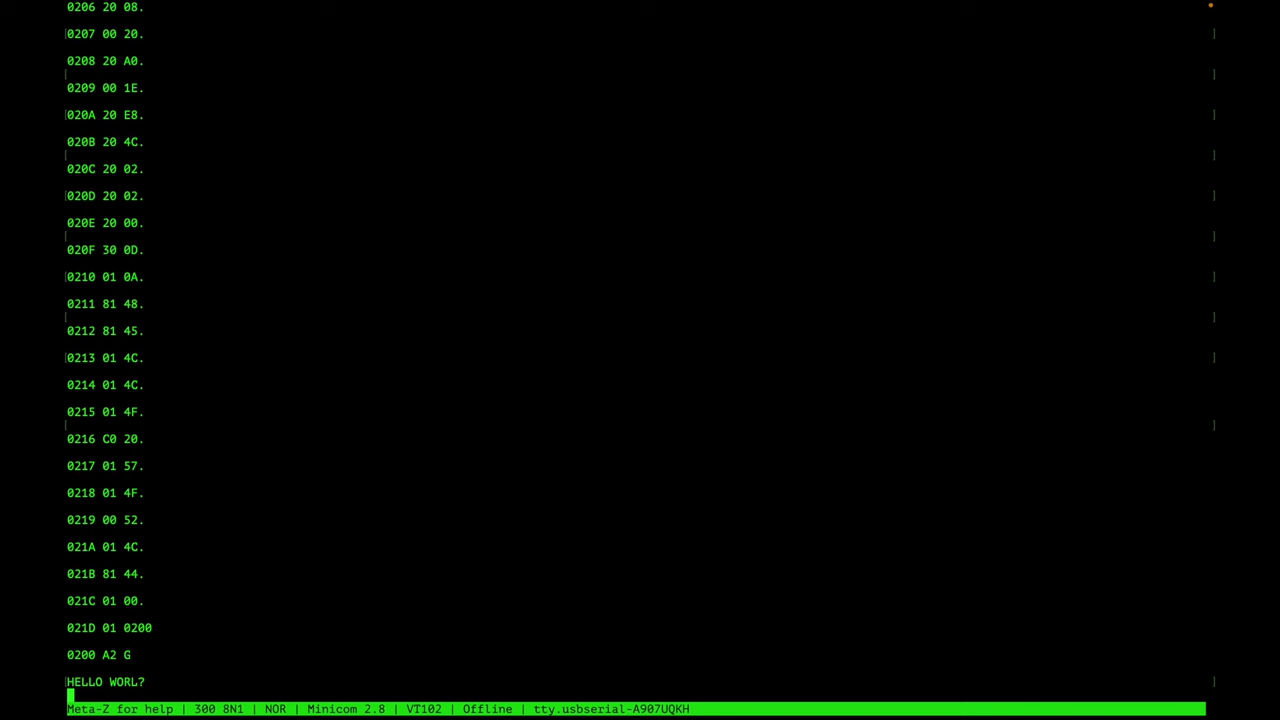 0206 20 08.
0207 00 20.
0208 20 A0.
0209 00 1E.
020A 20 E8.
020B 20 4C.
020C 20 02.
020D 20 02.
020E 20 00.
020F 30 0D.
0210 01 0A.
0211 81 48.
0212 81 45.
0213 01 4C.
0214 01 4C.
0215 01 4F.
0216 C0 20.
0217 01 57.
0218 01 4F.
0219 00 52.
021A 01 4C.
021B 81 44.
021C 01 00.
021D 01 0200
0200 A2 G
HELLO WORL?
Meta-Z for help | 300 8N1 | NOR | Minicom 2.8 | VT102 | Offline | tty.usbserial-A907UQKH